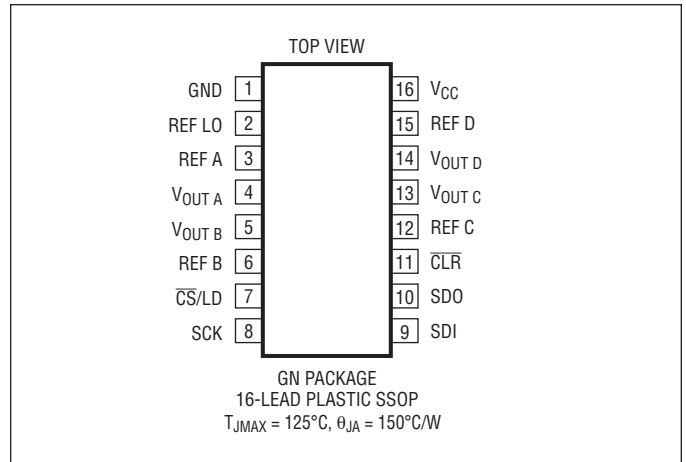 TOP VIEW
GND 1 16 VCC
REF LO 2 15 REF D
REF A 3 14 VOUT D
VOUT A 4 13 VOUT C
VOUT B 5 12 REF C
REF B 6 11 C̅L̅R̅
C̅S̅/LD 7 10 SDO
SCK 8 9 SDI
GN PACKAGE
16-LEAD PLASTIC SSOP
TJMAX = 125°C, θJA = 150°C/W